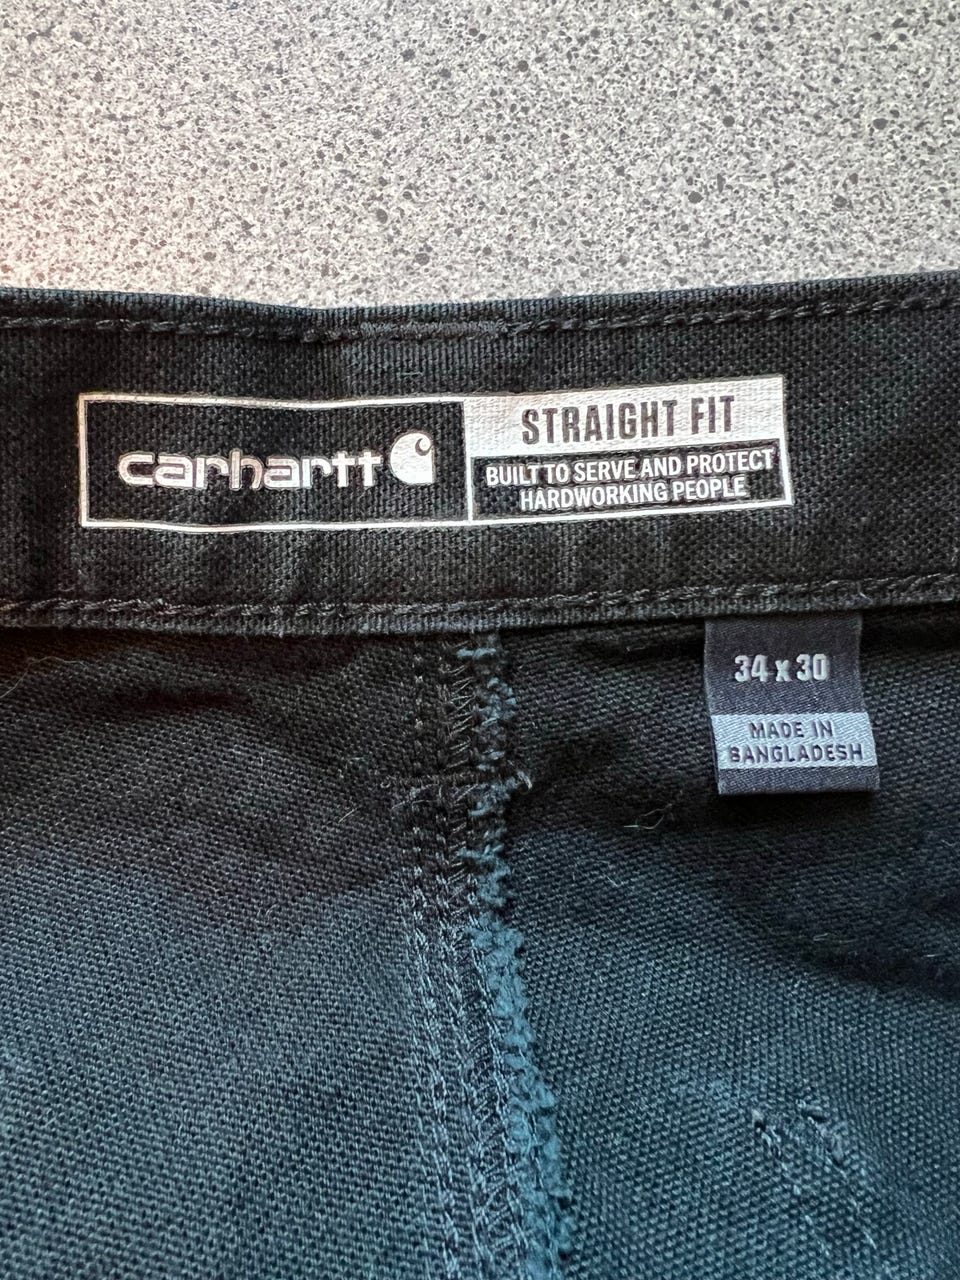 carhartt
STRAIGHT FIT
BUILT TO SERVE AND PROTECT
HARDWORKING PEOPLE
34 x 30
MADE IN
BANGLADESH